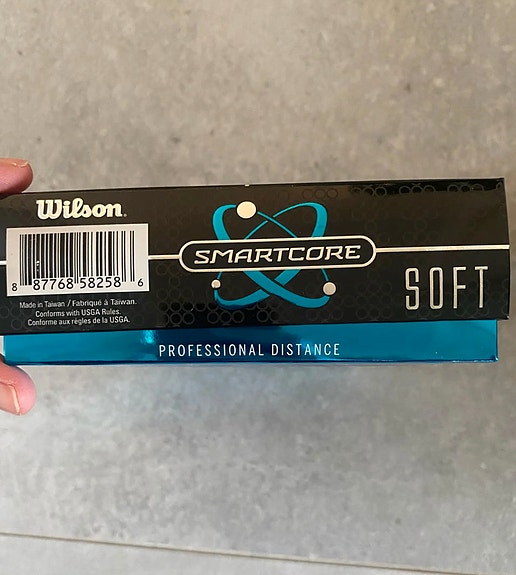 Wilson.
SMARTCORE
8 87768 58258 6
SOFT
Made in Taiwan / Fabriqué à Taiwan.
Conforms with USGA Rules.
Conforme aux règles de la USGA.
PROFESSIONAL DISTANCE